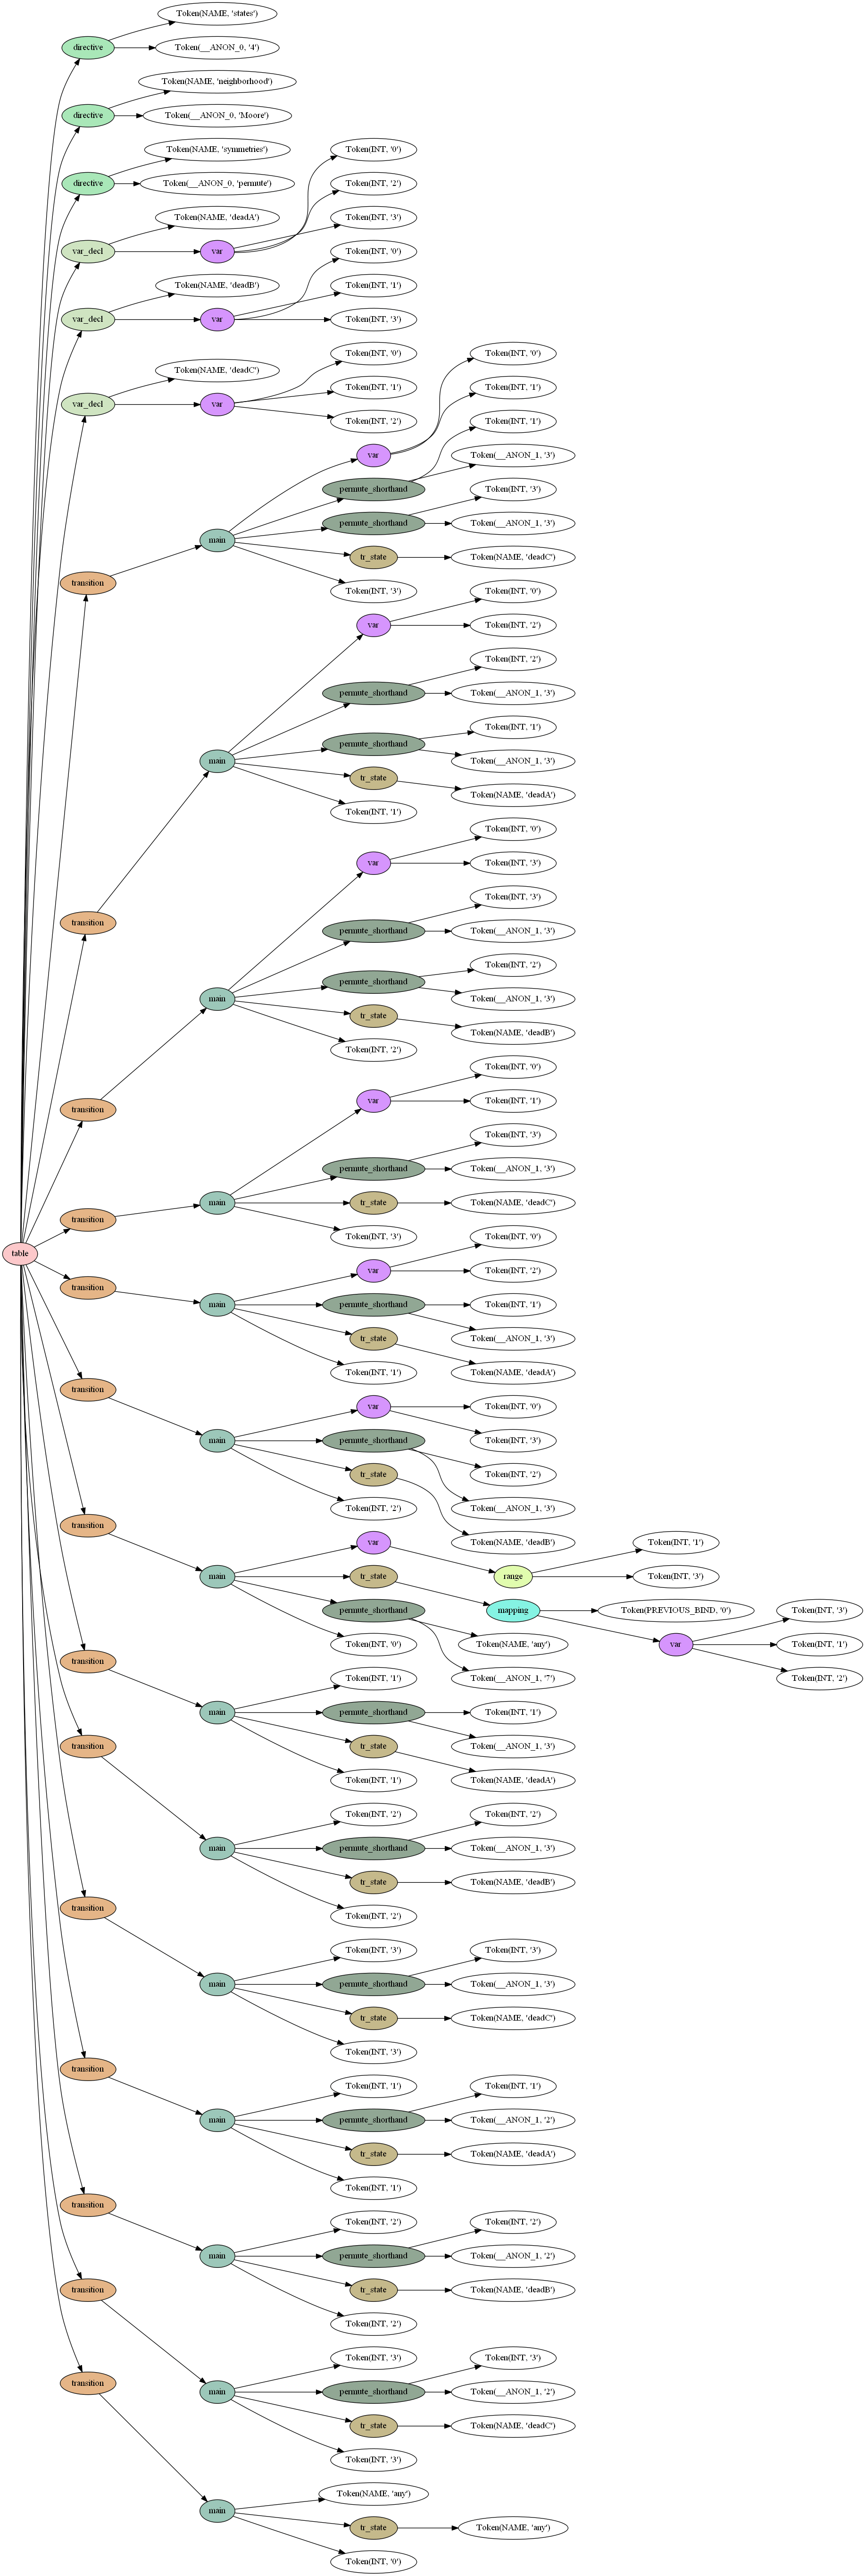 Token(NAME, 'states')
directive
Token(__ANON_0, '4')
Token(NAME, 'neighborhood')
directive
Token(__ANON_0, 'Moore')
Token(NAME, 'symmetries')
Token(INT, '0')
directive
Token(__ANON_0, 'permute')
Token(INT, '2')
Token(NAME, 'deadA')
Token(INT, '3')
var_decl
var
Token(INT, '0')
Token(NAME, 'deadB')
Token(INT, '1')
var_decl
var
Token(INT, '3')
Token(INT, '0')
Token(INT, '0')
Token(NAME, 'deadC')
Token(INT, '1')
Token(INT, '1')
var_decl
var
Token(INT, '2')
Token(INT, '1')
var
Token(__ANON_1, '3')
permute_shorthand
Token(INT, '3')
permute_shorthand
Token(__ANON_1, '3')
main
tr_state
Token(NAME, 'deadC')
transition
Token(INT, '3')
Token(INT, '0')
var
Token(INT, '2')
Token(INT, '2')
permute_shorthand
Token(__ANON_1, '3')
Token(INT, '1')
permute_shorthand
main
Token(__ANON_1, '3')
tr_state
Token(NAME, 'deadA')
Token(INT, '1')
Token(INT, '0')
var
Token(INT, '3')
Token(INT, '3')
transition
permute_shorthand
Token(__ANON_1, '3')
Token(INT, '2')
permute_shorthand
main
Token(__ANON_1, '3')
tr_state
Token(NAME, 'deadB')
Token(INT, '2')
Token(INT, '0')
var
Token(INT, '1')
transition
Token(INT, '3')
permute_shorthand
Token(__ANON_1, '3')
main
tr_state
Token(NAME, 'deadC')
transition
Token(INT, '3')
Token(INT, '0')
table
var
Token(INT, '2')
transition
main
permute_shorthand
Token(INT, '1')
tr_state
Token(__ANON_1, '3')
Token(INT, '1')
Token(NAME, 'deadA')
transition
var
Token(INT, '0')
main
permute_shorthand
Token(INT, '3')
tr_state
Token(INT, '2')
Token(INT, '2')
Token(__ANON_1, '3')
transition
var
Token(NAME, 'deadB')
Token(INT, '1')
main
tr_state
range
Token(INT, '3')
permute_shorthand
mapping
Token(PREVIOUS_BIND, '0')
Token(INT, '3')
Token(INT, '0')
Token(NAME, 'any')
var
Token(INT, '1')
transition
Token(INT, '1')
Token(__ANON_1, '7')
Token(INT, '2')
main
permute_shorthand
Token(INT, '1')
transition
tr_state
Token(__ANON_1, '3')
Token(INT, '1')
Token(NAME, 'deadA')
Token(INT, '2')
Token(INT, '2')
main
permute_shorthand
Token(__ANON_1, '3')
tr_state
Token(NAME, 'deadB')
transition
Token(INT, '2')
Token(INT, '3')
Token(INT, '3')
main
permute_shorthand
Token(__ANON_1, '3')
tr_state
Token(NAME, 'deadC')
Token(INT, '3')
transition
Token(INT, '1')
Token(INT, '1')
main
permute_shorthand
Token(__ANON_1, '2')
tr_state
Token(NAME, 'deadA')
Token(INT, '1')
transition
Token(INT, '2')
Token(INT, '2')
main
permute_shorthand
Token(__ANON_1, '2')
transition
tr_state
Token(NAME, 'deadB')
Token(INT, '2')
Token(INT, '3')
Token(INT, '3')
transition
main
permute_shorthand
Token(__ANON_1, '2')
tr_state
Token(NAME, 'deadC')
Token(INT, '3')
Token(NAME, 'any')
main
tr_state
Token(NAME, 'any')
Token(INT, '0')